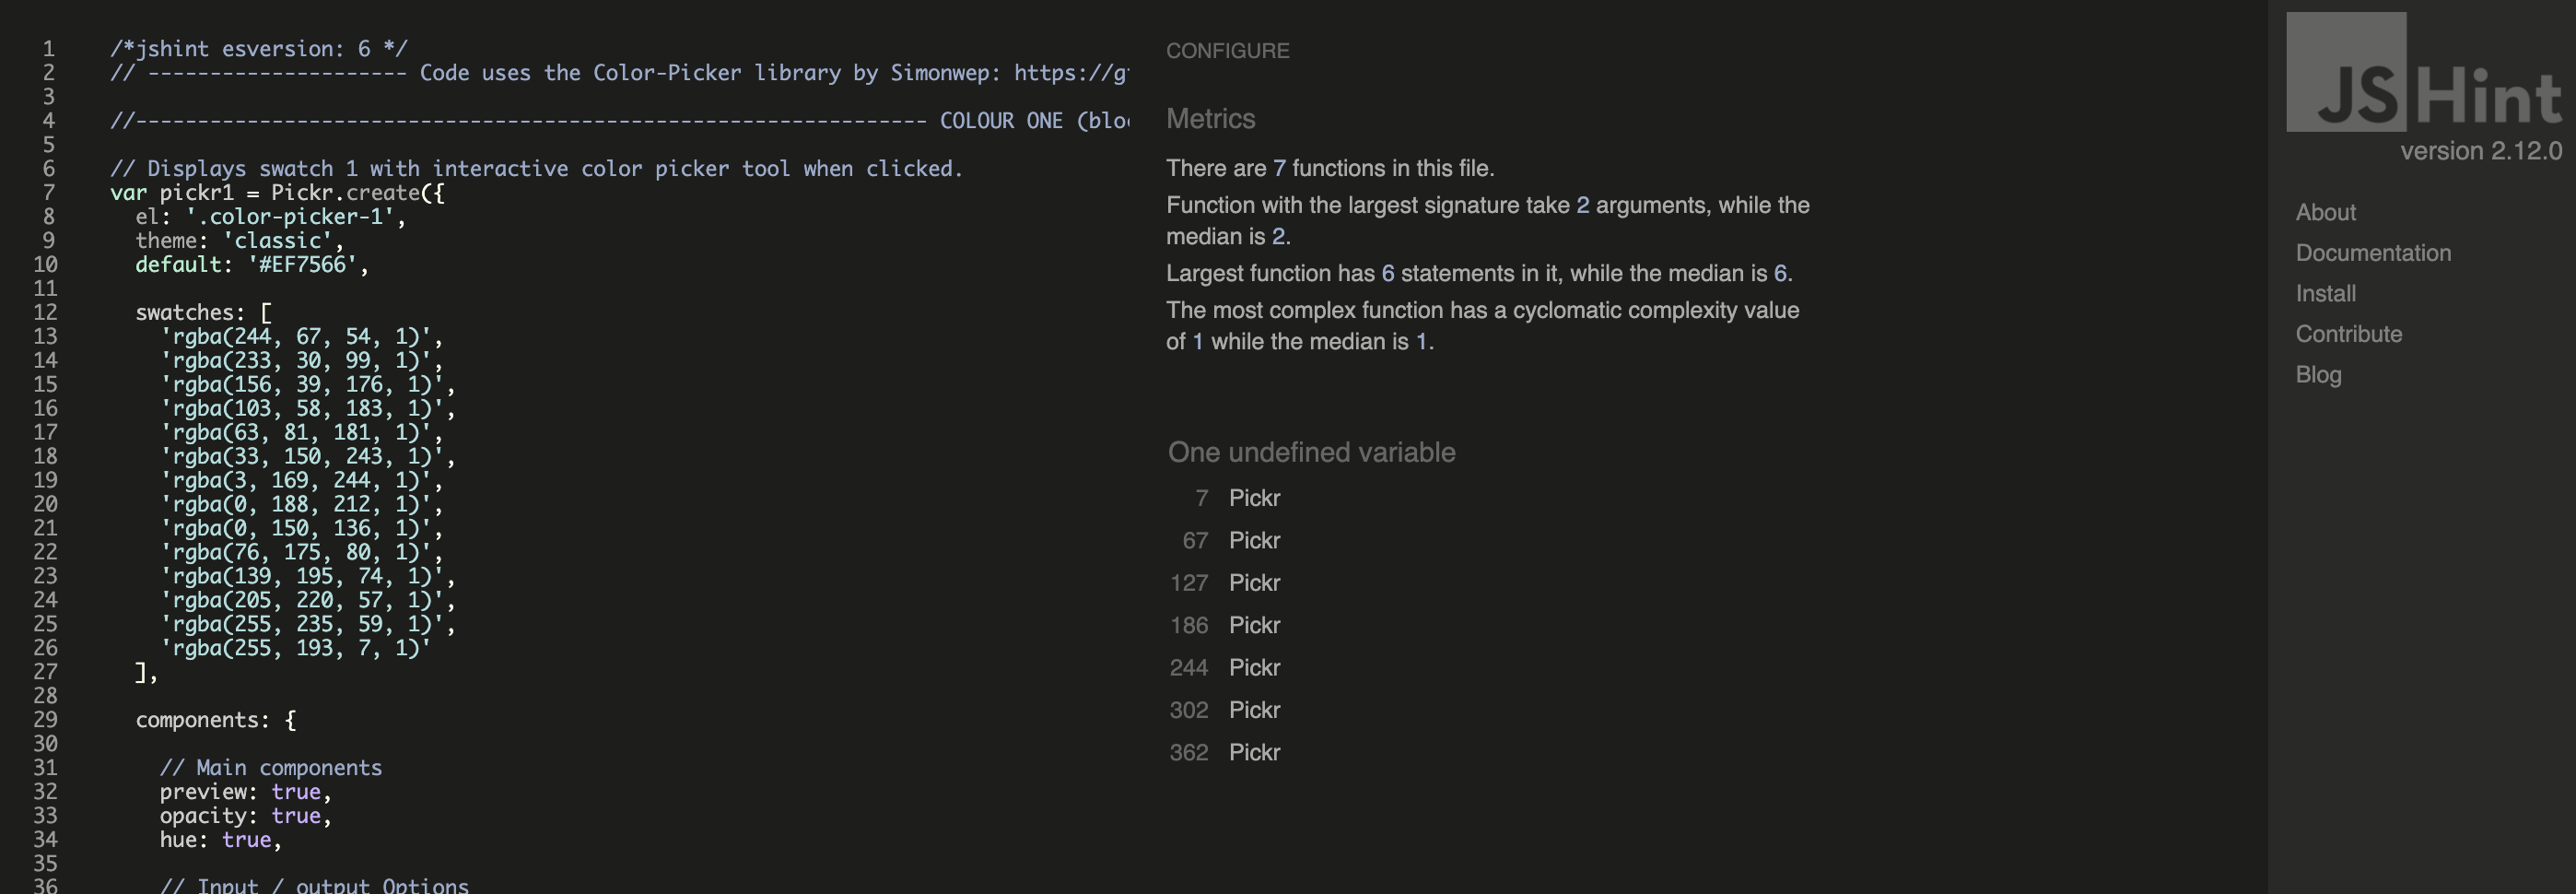 1 /*jshint esversion: 6 */
2 // --------------------- Code uses the Color-Picker library by Simonwep: https://g
3
4 //---------------------------------------------------------------- COLOUR ONE (blo
5
6 // Displays swatch 1 with interactive color picker tool when clicked.
7 var pickr1 = Pickr.create({
8 el: '.color-picker-1',
9 theme: 'classic',
10 default: '#EF7566',
11
12 swatches: [
13 'rgba(244, 67, 54, 1)',
14 'rgba(233, 30, 99, 1)',
15 'rgba(156, 39, 176, 1)',
16 'rgba(103, 58, 183, 1)',
17 'rgba(63, 81, 181, 1)',
18 'rgba(33, 150, 243, 1)',
19 'rgba(3, 169, 244, 1)',
20 'rgba(0, 188, 212, 1)',
21 'rgba(0, 150, 136, 1)',
22 'rgba(76, 175, 80, 1)',
23 'rgba(139, 195, 74, 1)',
24 'rgba(205, 220, 57, 1)',
25 'rgba(255, 235, 59, 1)',
26 'rgba(255, 193, 7, 1)'
27 ],
28
29 components: {
30
31 // Main components
32 preview: true,
33 opacity: true,
34 hue: true,
35
36 // Input / output Options
CONFIGURE
Metrics
There are 7 functions in this file.
Function with the largest signature take 2 arguments, while the
median is 2.
Largest function has 6 statements in it, while the median is 6.
The most complex function has a cyclomatic complexity value
of 1 while the median is 1.
One undefined variable
7 Pickr
67 Pickr
127 Pickr
186 Pickr
244 Pickr
302 Pickr
362 Pickr
JSHint
version 2.12.0
About
Documentation
Install
Contribute
Blog